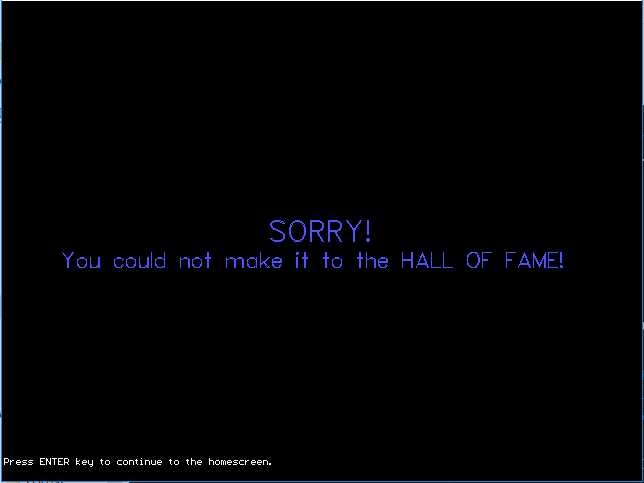 SORRY!
You could not make it to the HALL OF FAME!
Press ENTER key to continue to the homescreen.